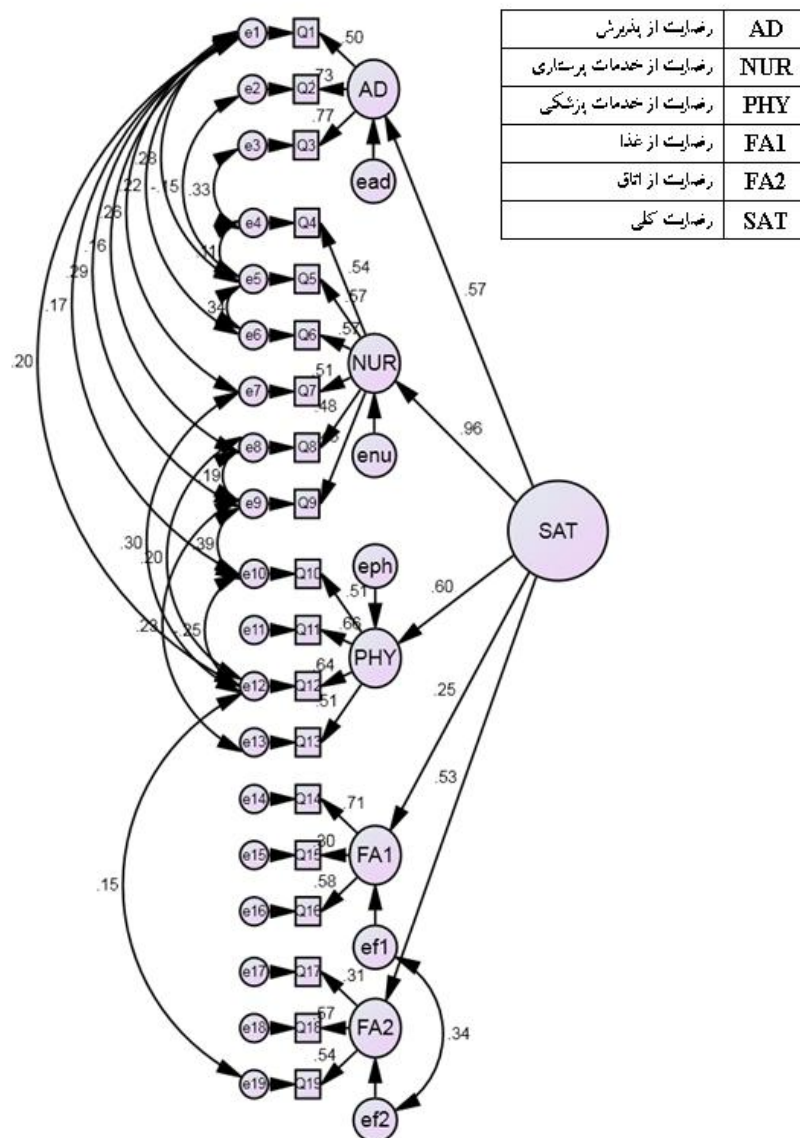 رضایت از پذیرش AD
رضایت از خدمات پرستاری NUR
رضایت از خدمات پزشکی PHY
رضایت از غذا FA1
رضایت از اتاق FA2
رضایت کلی SAT
e1 Q1 .50
e2 Q2 .73 AD
e3 Q3 .77
ead
.28
.22 -.15 .33
.26
.16
.29
.17
.20
e4 Q4 .54
.11
e5 Q5 .57
.34
e6 Q6 .57
NUR
e7 Q7 .51
.48
e8 Q8
enu
.19
e9 Q9
.57
.96
SAT
.39
.30
.20
eph
e10 Q10 .51
.60
e11 Q11 .66
PHY
.23 -.25
e12 Q12 .64
.51
e13 Q13
.25
.53
e14 Q14 .71
e15 Q15 .30 FA1
e16 Q16 .58
.15
ef1
e17 Q17 .31
e18 Q18 .57 FA2
e19 Q19 .54
.34
ef2